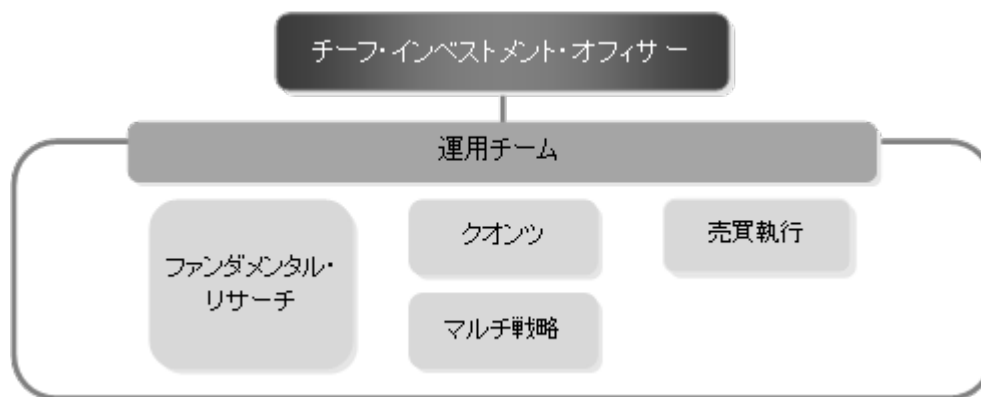 チーフ・インベストメント・オフィサー
運用チーム
ファンダメンタル・
リサーチ
クオンツ
マルチ戦略
売買執行